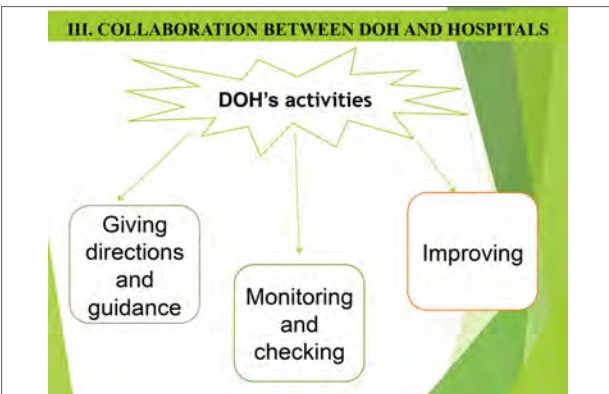 III. COLLABORATION BETWEEN DOH AND HOSPITALS
DOH's activities
Giving
directions
and
guidance
Monitoring
and
checking
Improving